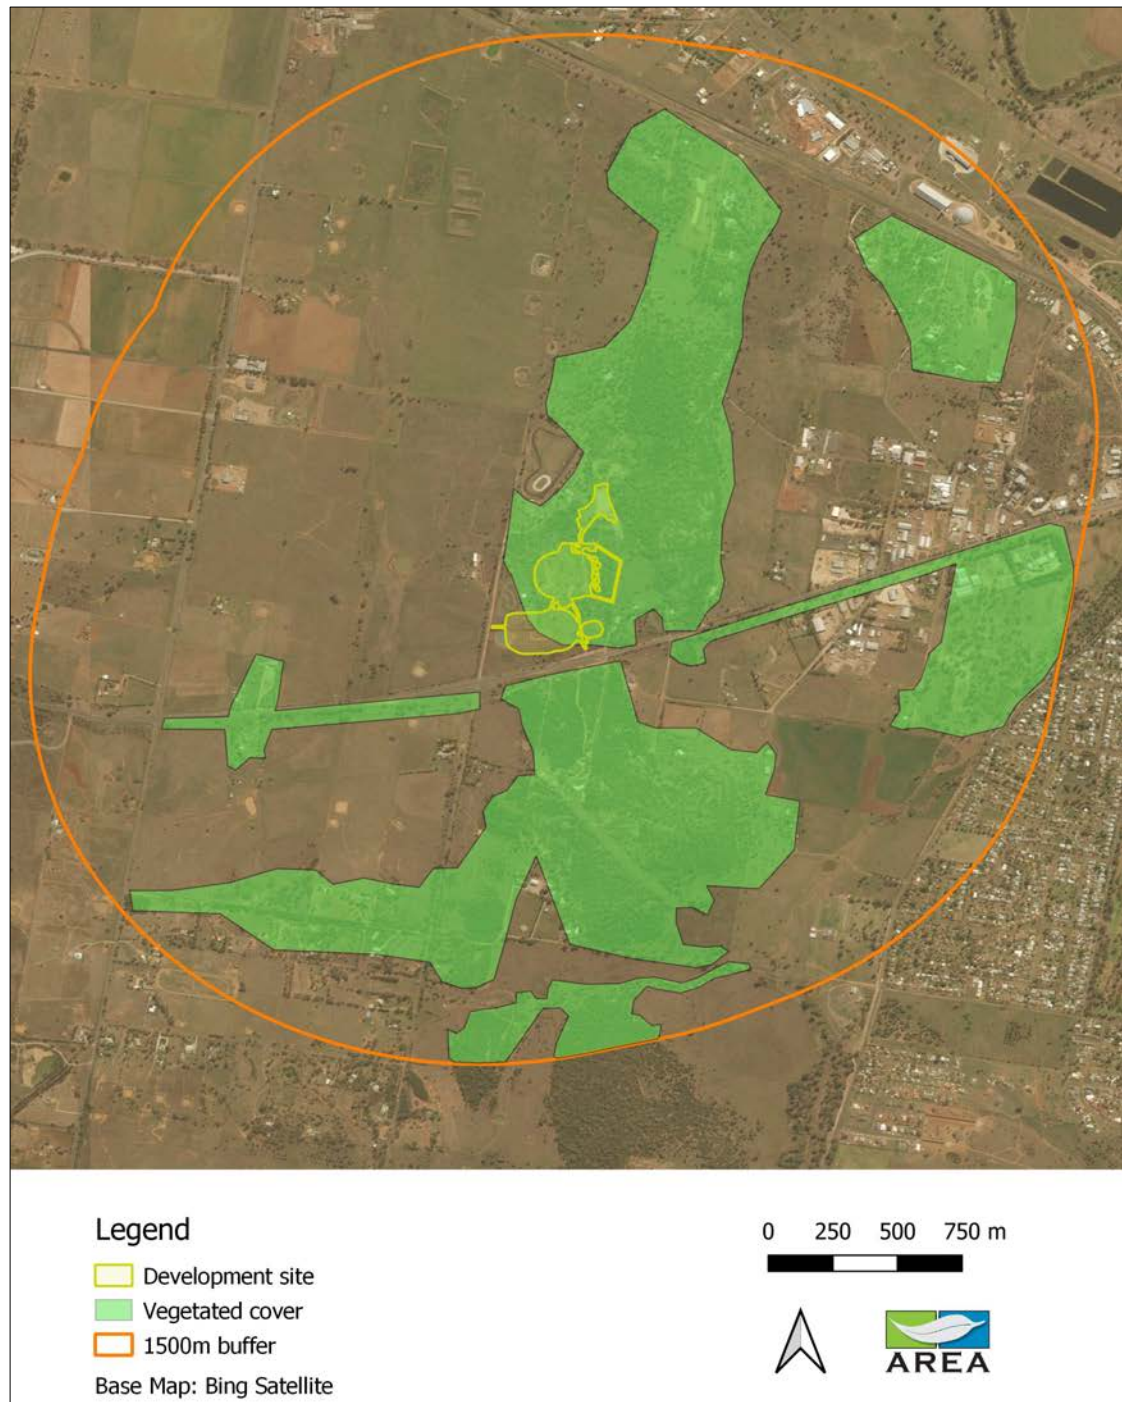 Legend
Development site
Vegetated cover
1500m buffer
Base Map: Bing Satellite
0 250 500 750 m
AREA